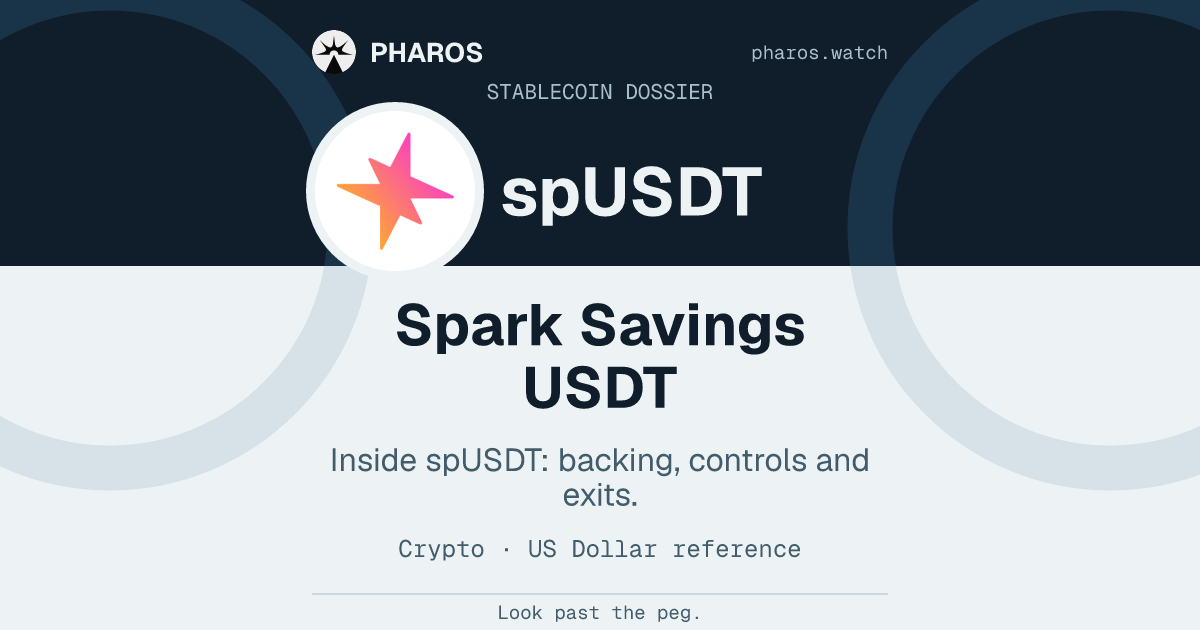 PHAROS
pharos.watch
STABLECOIN DOSSIER
spUSDT
Spark Savings
USDT
Inside spUSDT: backing, controls and
exits.
Crypto · US Dollar reference
Look past the peg.